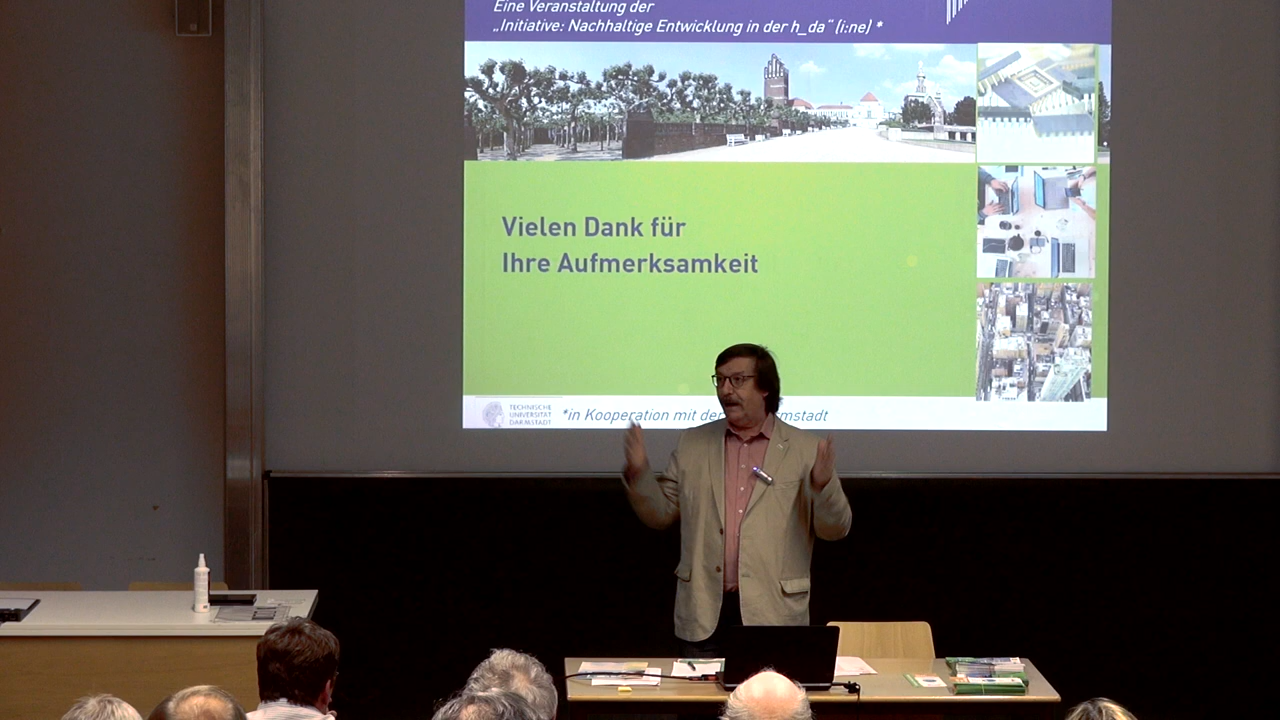 Eine Veranstaltung der
„Initiative: Nachhaltige Entwicklung in der h_da“ (i:ne) *
Vielen Dank für
Ihre Aufmerksamkeit
TECHNISCHE
UNIVERSITÄT
DARMSTADT
*in Kooperation mit der mstadt